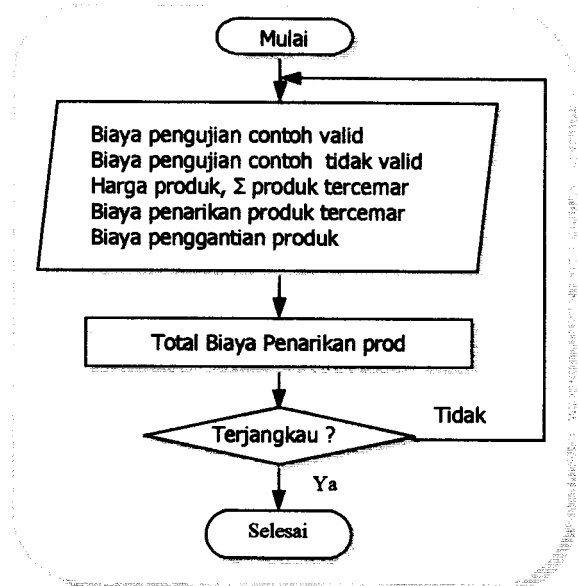 Mulai
Biaya pengujian contoh valid
Biaya pengujian contoh tidak valid
Harga produk, Σ produk tercemar
Biaya penarikan produk tercemar
Biaya penggantian produk
Total Biaya Penarikan prod
Terjangkau ?
Tidak
Ya
Selesai